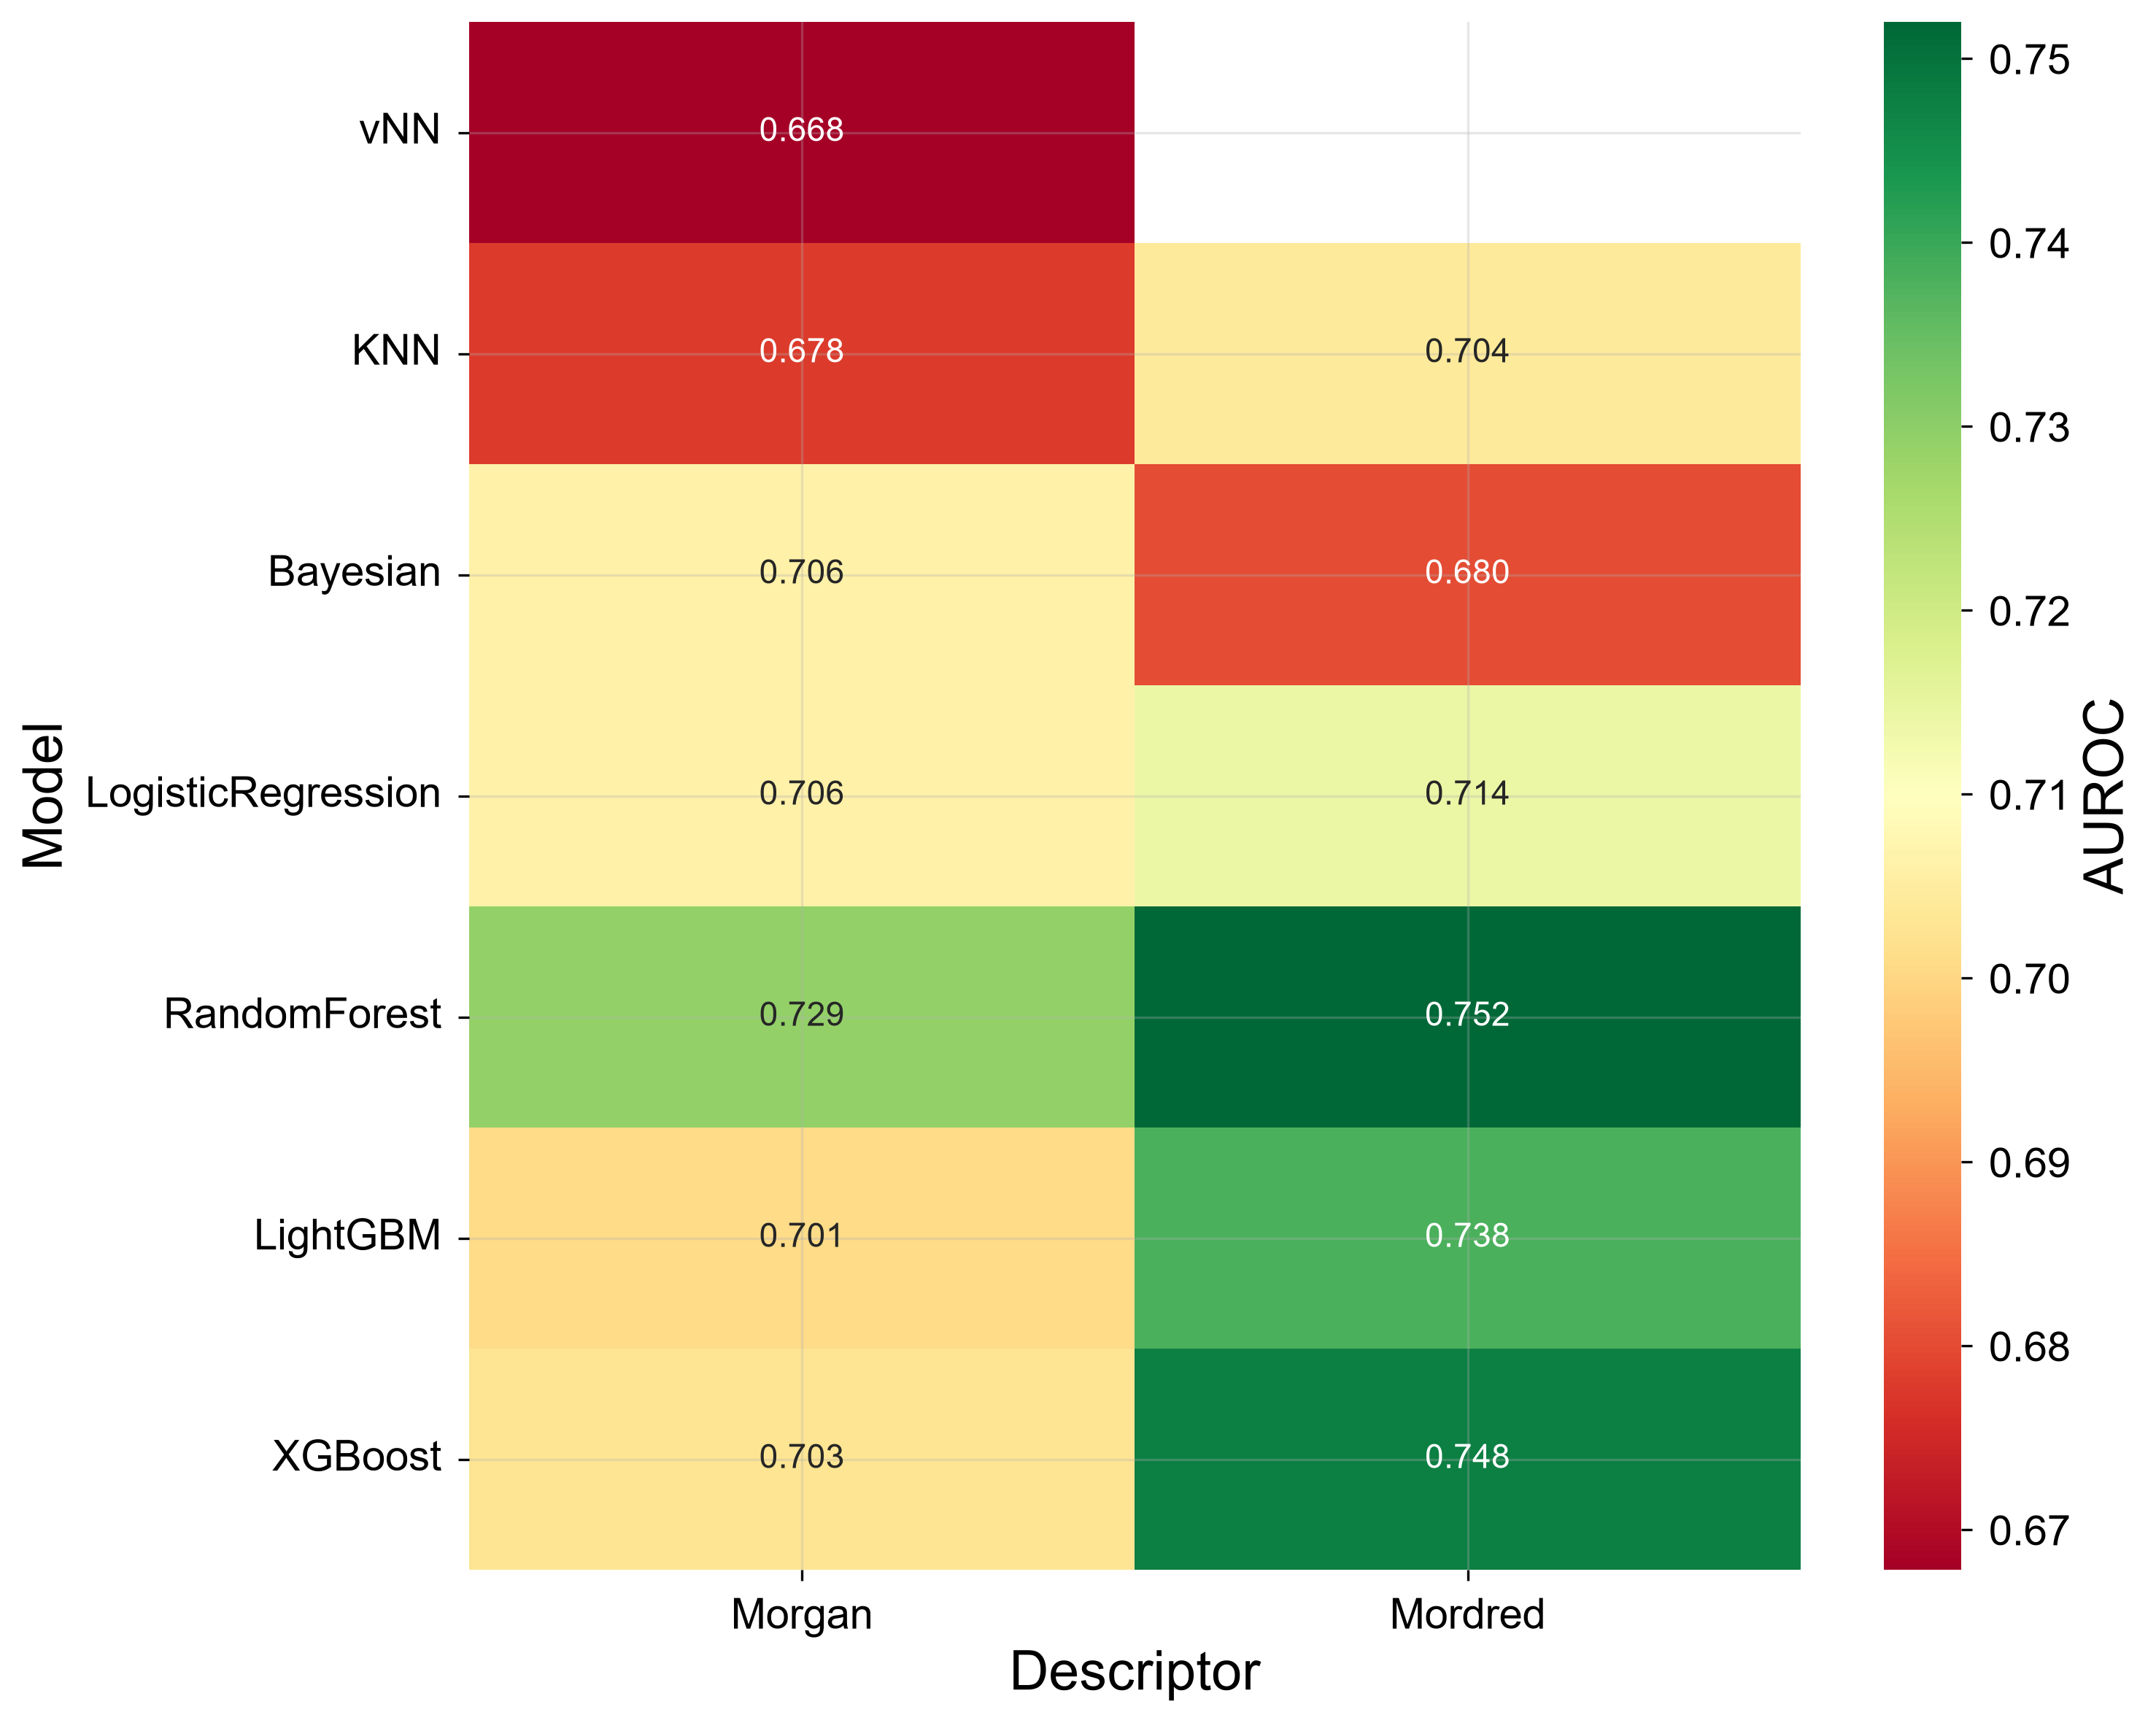 vNN 0.668
KNN 0.678 0.704
Bayesian 0.706 0.680
LogisticRegression 0.706 0.714
RandomForest 0.729 0.752
LightGBM 0.701 0.738
XGBoost 0.703 0.748
Morgan Mordred
Descriptor
Model
0.75
0.74
0.73
0.72
0.71
0.70
0.69
0.68
0.67
AUROC